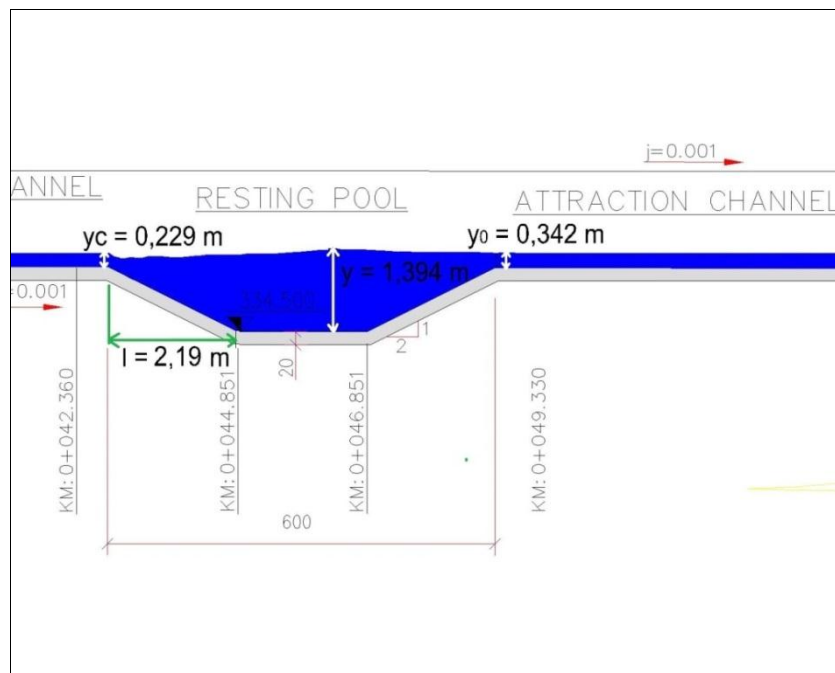 j=0.001
ANNEL
RESTING POOL
ATTRACTION CHANNEL
yc = 0,229 m
y0 = 0,342 m
y = 1,394 m
=0.001
334.500
1
2
l = 2,19 m
20
KM: 0+042.360
KM: 0+044.851
KM: 0+046.851
KM: 0+049.330
600